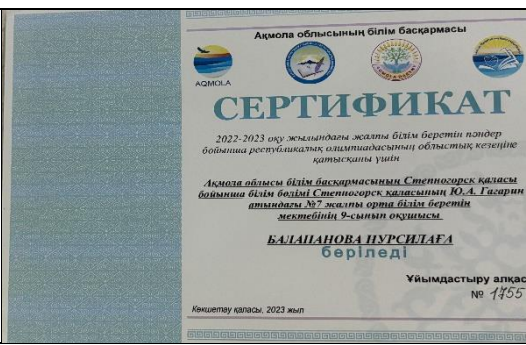 Ақмола облысының білім басқармасы
AQMOLA
СЕРТИФИКАТ
2022-2023 оқу жылындағы жалпы білім беретін пәндер
бойынша республикалық олимпиадасының облыстық кезеңіне
қатысқаны үшін
Ақмола облысы білім басқармасының Степногорск қаласы
бойынша білім бөлімі Степногорск қаласының Ю.А. Гагарин
атындағы №7 жалпы орта білім беретін
мектебінің 9-сынып оқушысы
БАЛАПАНОВА НУРСИЛАҒА
беріледі
Ұйымдастыру алқас
№ 1755
Көкшетау қаласы, 2023 жыл